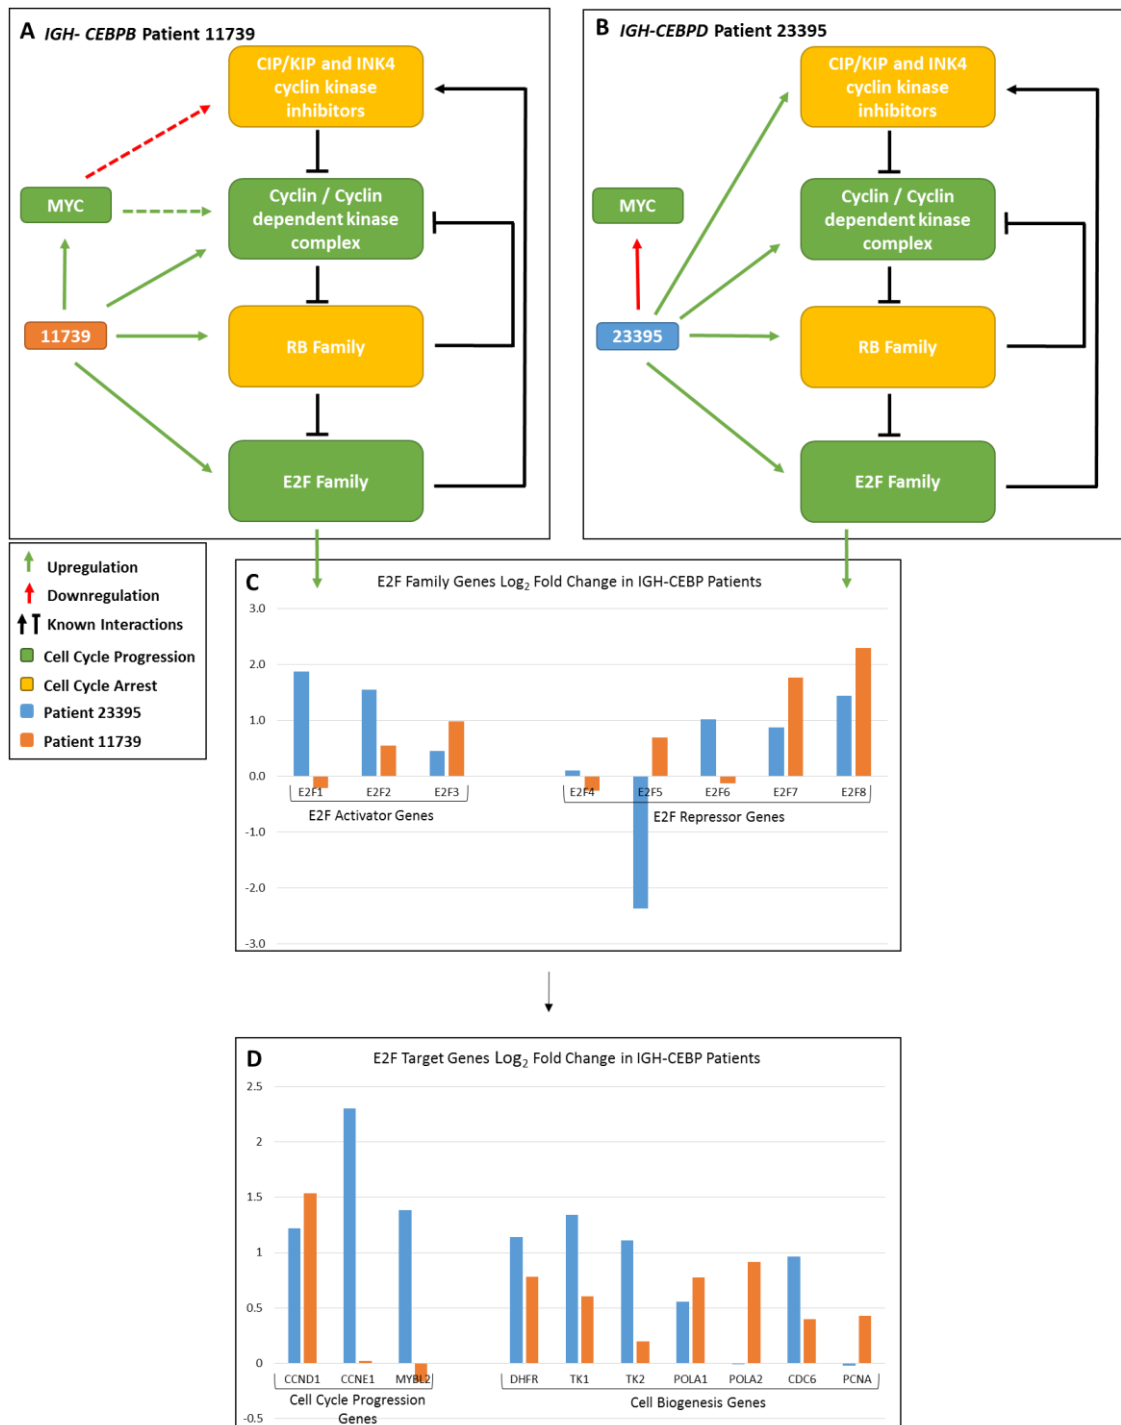 A IGH- CEBPB Patient 11739
CIP/KIP and INK4
cyclin kinase
inhibitors
MYC
Cyclin / Cyclin
dependent kinase
complex
11739
RB Family
E2F Family
B IGH-CEBPD Patient 23395
CIP/KIP and INK4
cyclin kinase
inhibitors
MYC
Cyclin / Cyclin
dependent kinase
complex
23395
RB Family
E2F Family
Upregulation
Downregulation
Known Interactions
Cell Cycle Progression
Cell Cycle Arrest
Patient 23395
Patient 11739
C E2F Family Genes Log2 Fold Change in IGH-CEBP Patients
3.0
2.0
1.0
0.0
-1.0
-2.0
-3.0
E2F1 E2F2 E2F3 E2F4 E2F5 E2F6 E2F7 E2F8
E2F Activator Genes
E2F Repressor Genes
D E2F Target Genes Log2 Fold Change in IGH-CEBP Patients
2.5
2
1.5
1
0.5
0
-0.5
CCND1 CCNE1 MYBL2 DHFR TK1 TK2 POLA1 POLA2 CDC6 PCNA
Cell Cycle Progression
Genes
Cell Biogenesis Genes